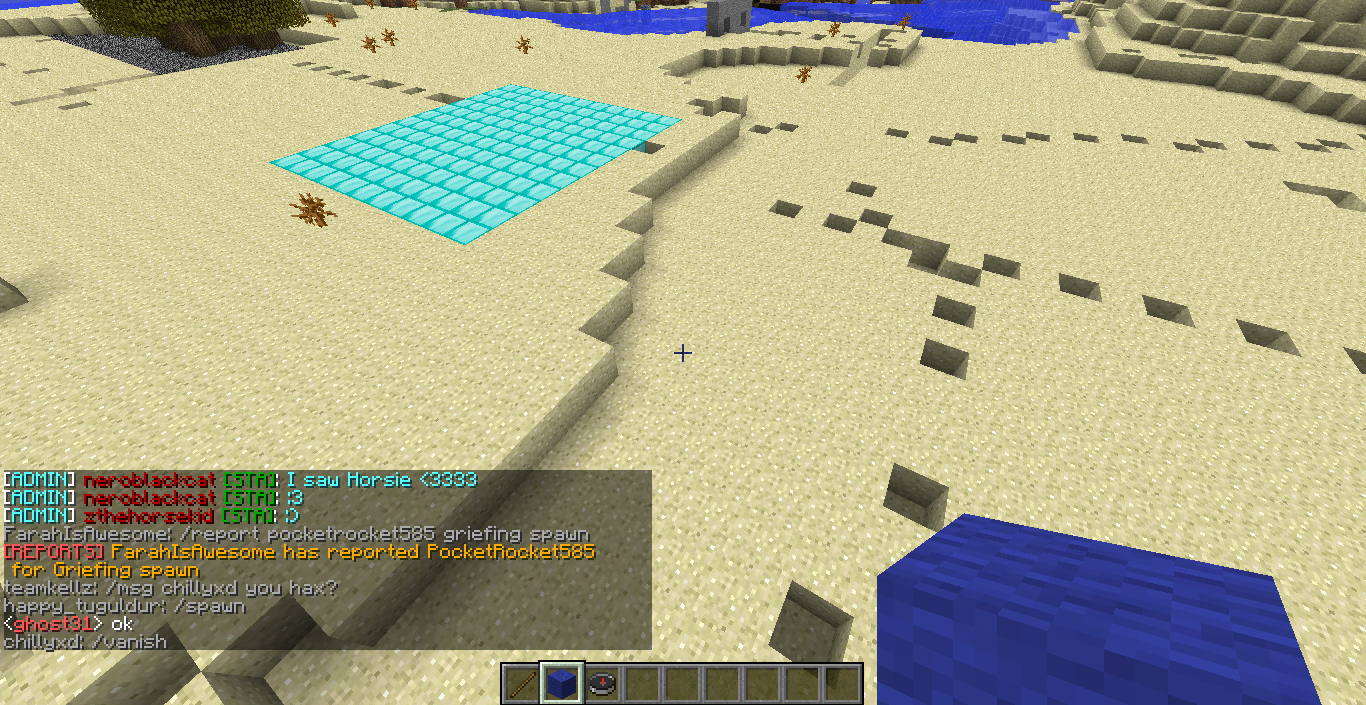 [ADMIN] neroblackcat [STA]: I saw Horsie <3333
[ADMIN] neroblackcat [STA]: :3
[ADMIN] zthehorsekid [STA]: :)
FarahIsAwesome: /report pocketrocket585 griefing spawn
[REPORTS] FarahIsAwesome has reported PocketRocket585
for Griefing spawn
teamkellz: /msg chillyxd you hax?
happy_tuguldur: /spawn
<ghost31> ok
chillyxd: /vanish